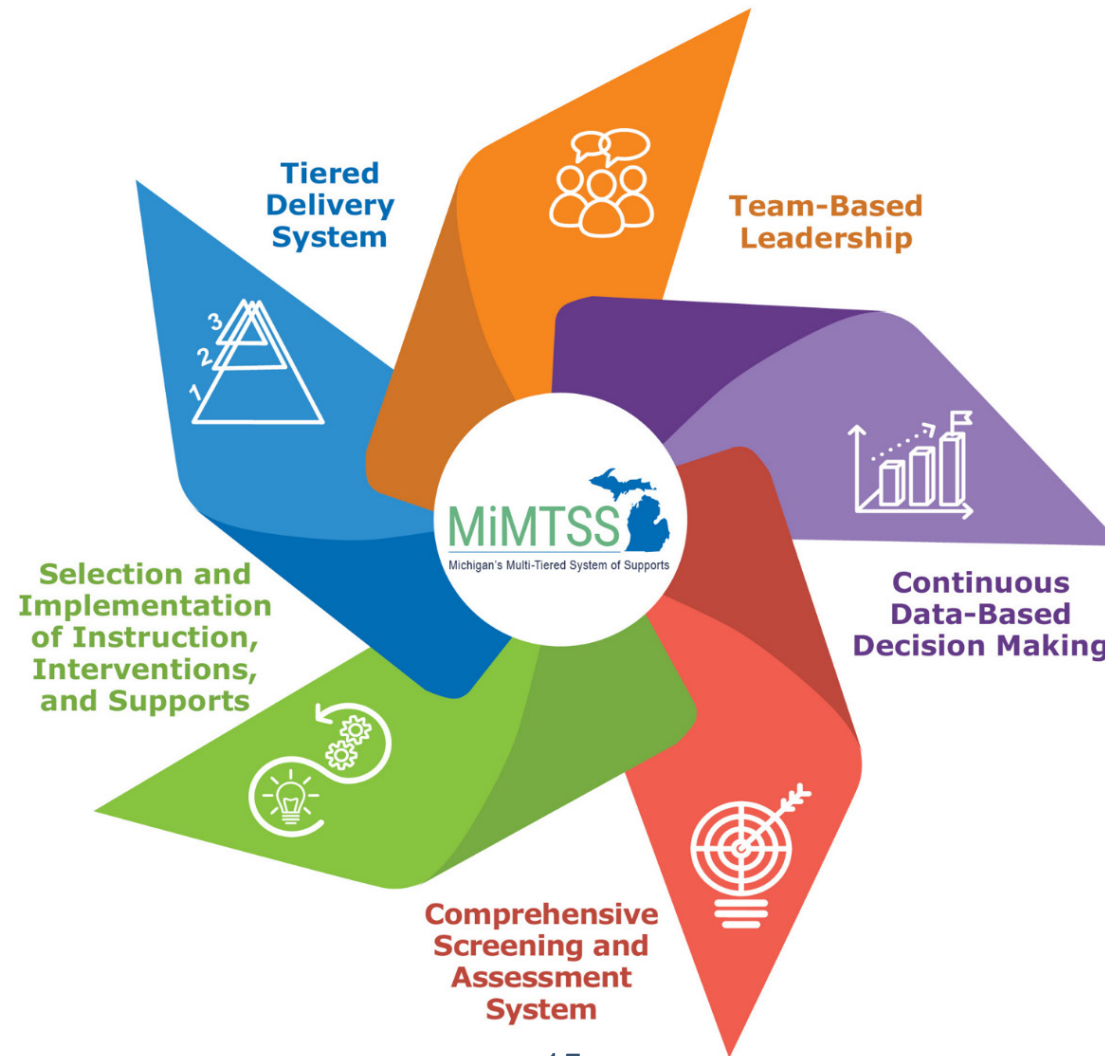 Tiered
Delivery
System
Team-Based
Leadership
3
2
1
MiMTSS
Michigan's Multi-Tiered System of Supports
Continuous
Data-Based
Decision Making
Selection and
Implementation
of Instruction,
Interventions,
and Supports
Comprehensive
Screening and
Assessment
System